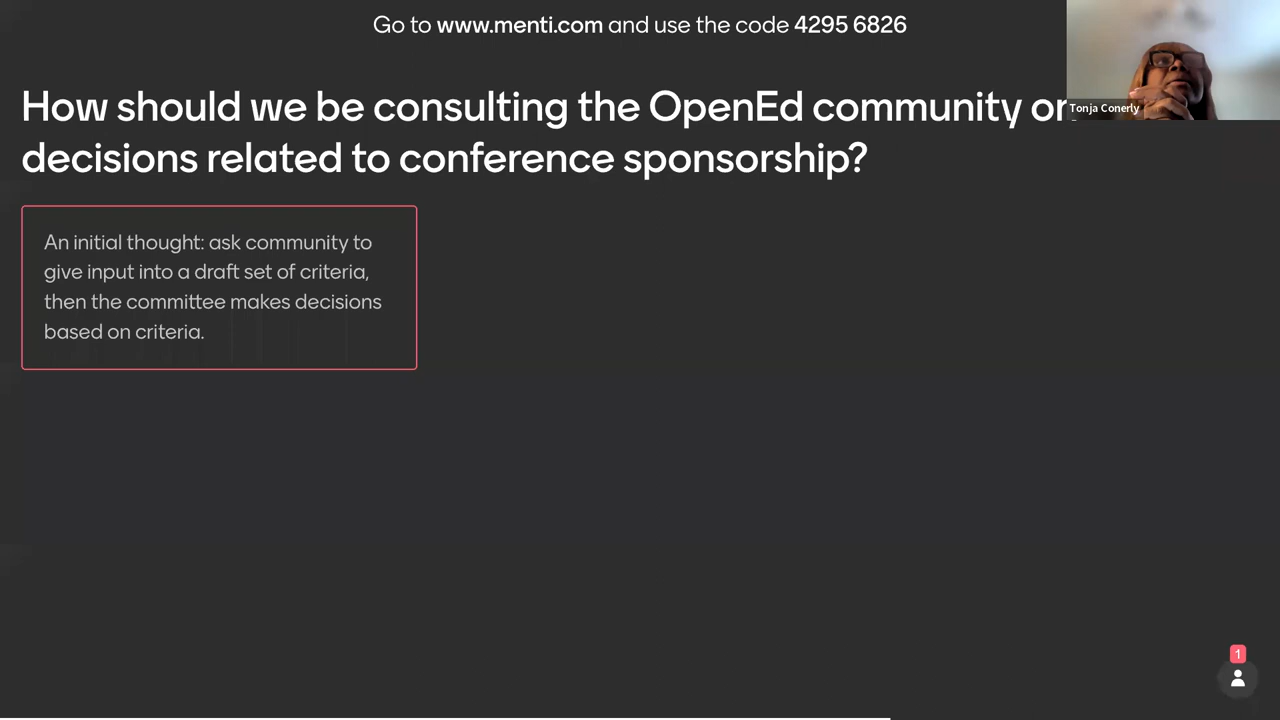 Go to www.menti.com and use the code 4295 6826
How should we be consulting the OpenEd community on
decisions related to conference sponsorship?
Tonja Conerly
An initial thought: ask community to
give input into a draft set of criteria,
then the committee makes decisions
based on criteria.
1